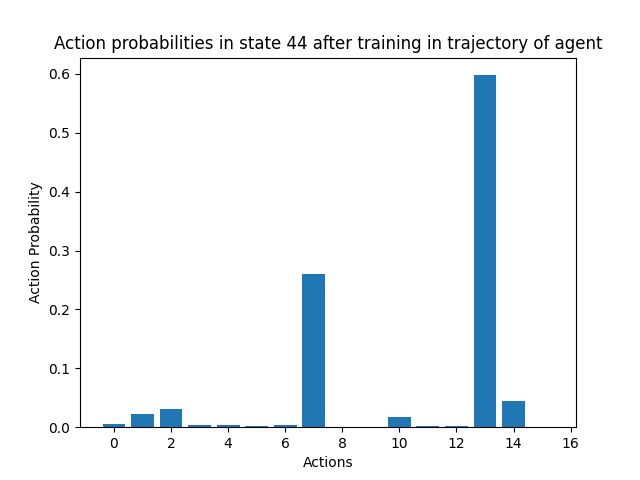 Action probabilities in state 44 after training in trajectory of agent
Action Probability
0.6
0.5
0.4
0.3
0.2
0.1
0.0
0 2 4 6 8 10 12 14 16
Actions